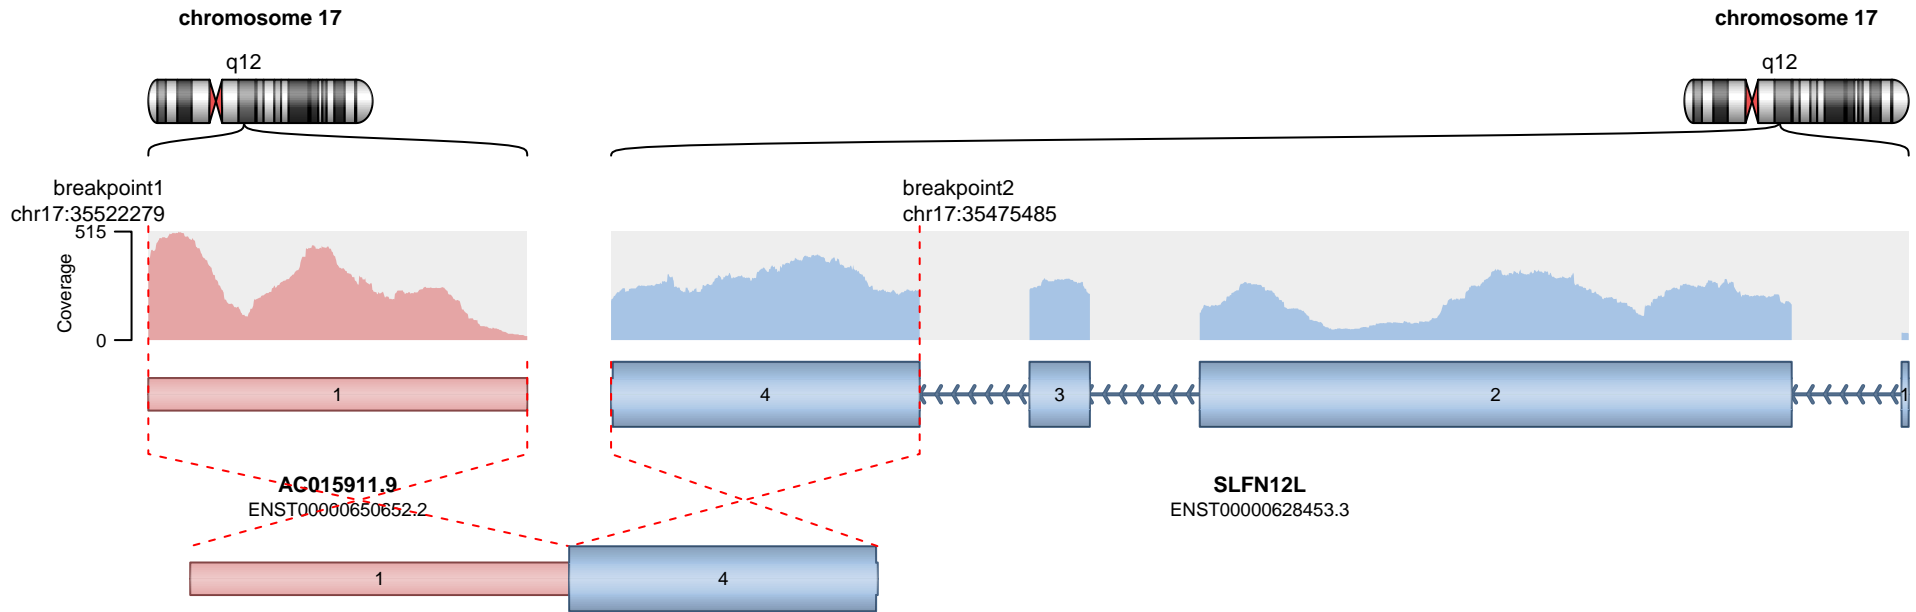 chromosome 17
chromosome 17
q12
q12
breakpoint1
chr17:35522279
breakpoint2
chr17:35475485
515
Coverage
0
1
4
3
2
1
AC015911.9
ENST00000650652.2
SLFN12L
ENST00000628453.3
1
4